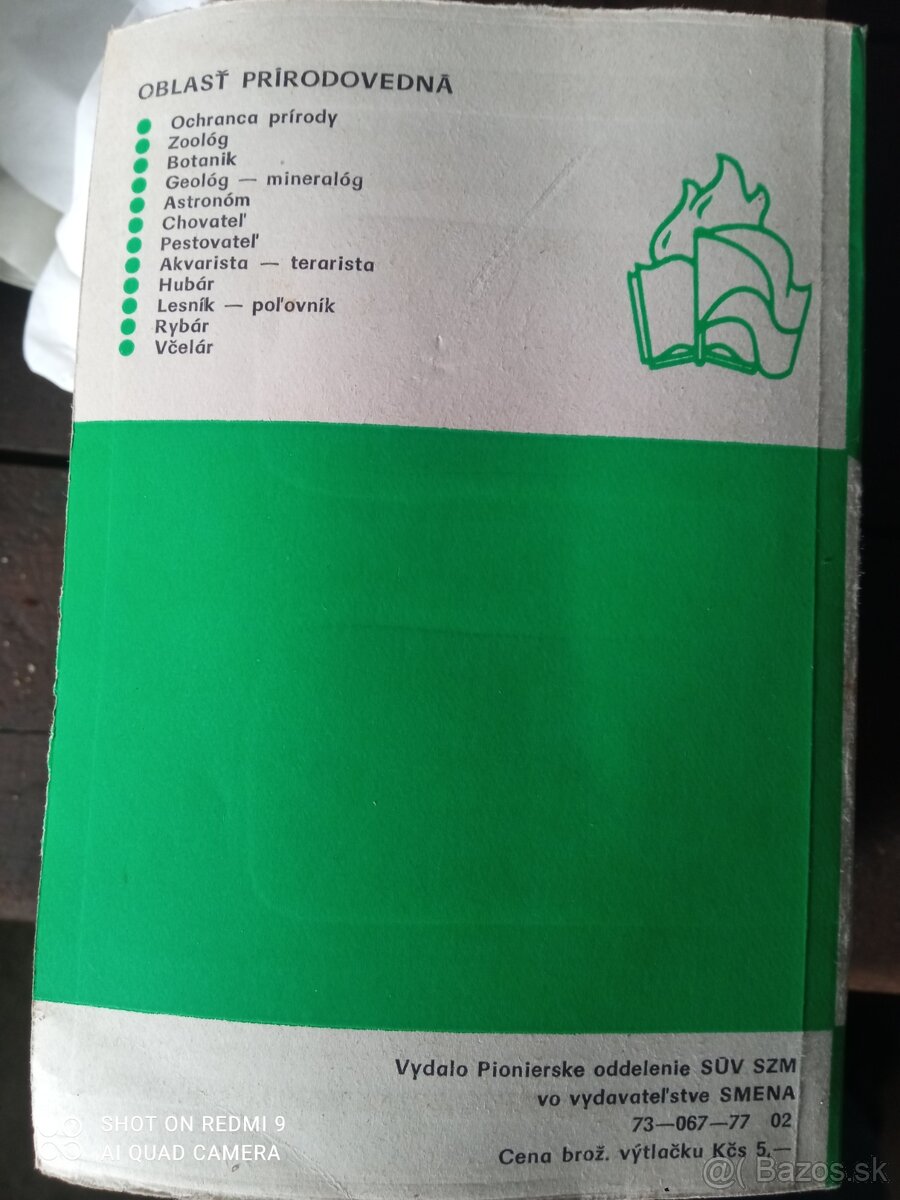 OBLASŤ PRÍRODOVEDNÁ
Ochranca prírody
Zoológ
Botanik
Geológ — mineralóg
Astronóm
Chovateľ
Pestovateľ
Akvarista — terarista
Hubár
Lesník — poľovník
Rybár
Včelár
Vydalo Pionierske oddelenie SÚV SZM
vo vydavateľstve SMENA
73—067—77 02
Cena brož. výtlačku Kčs 5,—
SHOT ON REDMI 9
AI QUAD CAMERA
@( Bazos.sk